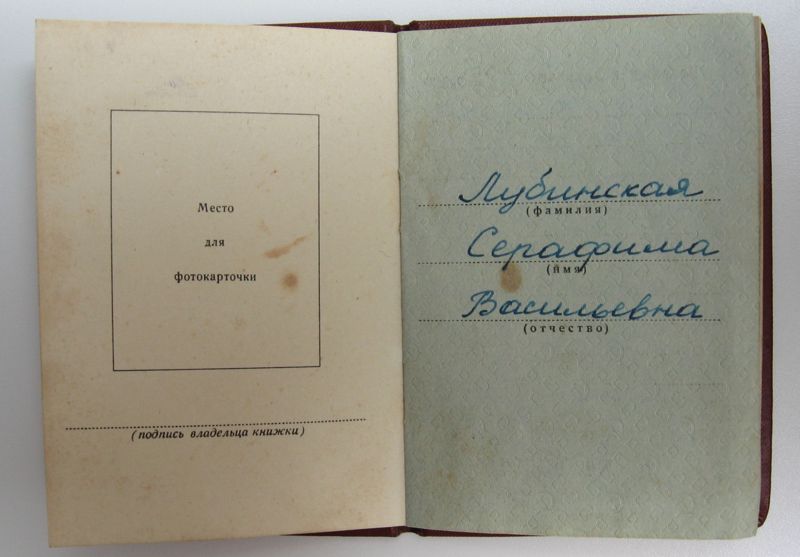 Место
для
фотокарточки
(подпись владельца книжки)
Лубинская
(фамилия)
Серафима
(имя)
Васильевна
(отчество)